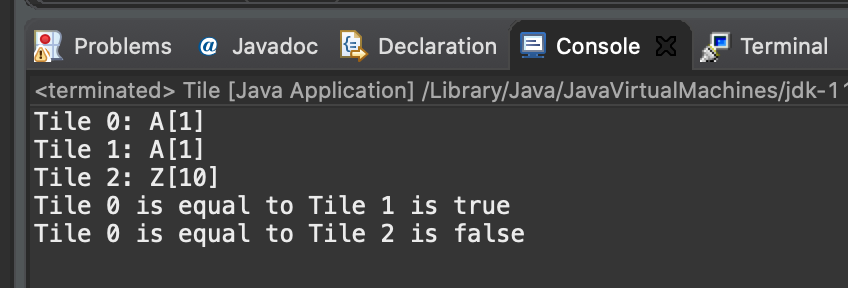 Problems @ Javadoc Declaration Console Terminal
<terminated> Tile [Java Application] /Library/Java/JavaVirtualMachines/jdk-11
Tile 0: A[1]
Tile 1: A[1]
Tile 2: Z[10]
Tile 0 is equal to Tile 1 is true
Tile 0 is equal to Tile 2 is false